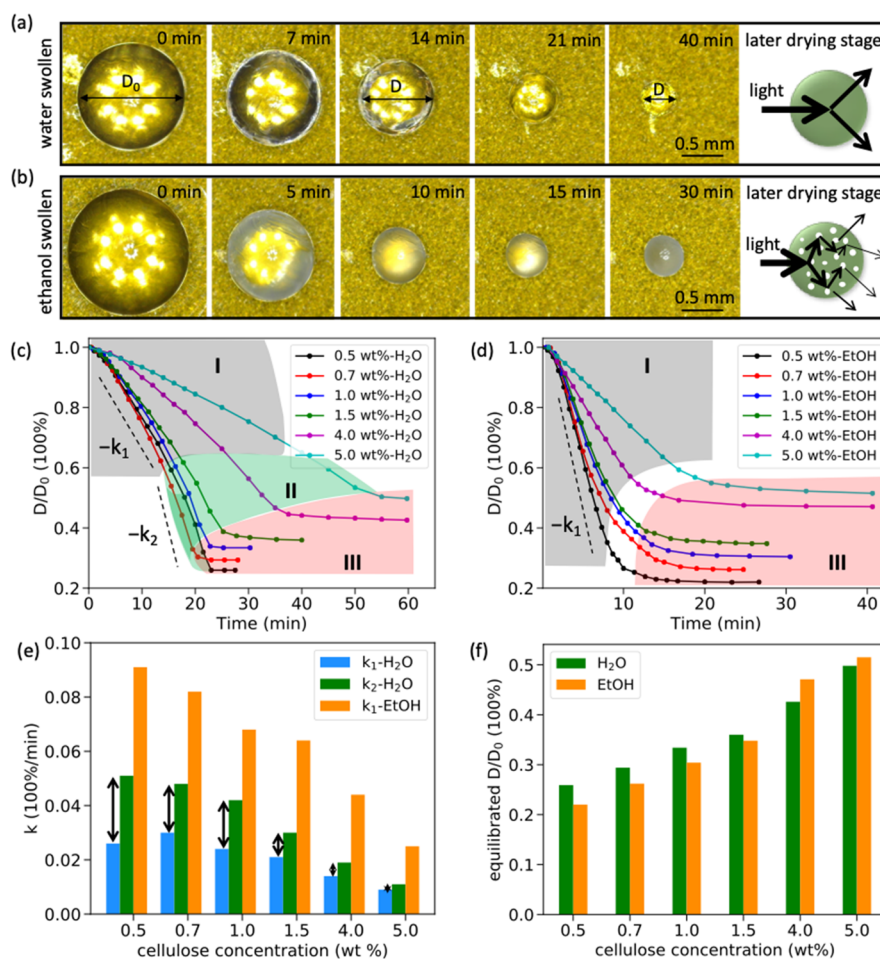 (a)
water swollen
0 min
D₀
7 min
14 min
D
21 min
40 min
D
0.5 mm
later drying stage
light
(b)
ethanol swollen
0 min
5 min
10 min
15 min
30 min
0.5 mm
later drying stage
light
(c)
D/D₀ (100%)
1.0
0.8
0.6
0.4
0.2
I
II
III
−k₁
−k₂
0.5 wt%-H₂O
0.7 wt%-H₂O
1.0 wt%-H₂O
1.5 wt%-H₂O
4.0 wt%-H₂O
5.0 wt%-H₂O
0 10 20 30 40 50 60
Time (min)
(d)
D/D₀ (100%)
1.0
0.8
0.6
0.4
0.2
I
III
−k₁
0.5 wt%-EtOH
0.7 wt%-EtOH
1.0 wt%-EtOH
1.5 wt%-EtOH
4.0 wt%-EtOH
5.0 wt%-EtOH
10 20 30 40
Time (min)
(e)
k (100%/min)
0.10
0.08
0.06
0.04
0.02
0.00
k₁-H₂O
k₂-H₂O
k₁-EtOH
0.5 0.7 1.0 1.5 4.0 5.0
cellulose concentration (wt %)
(f)
equilibrated D/D₀ (100%)
0.5
0.4
0.3
0.2
0.1
0.0
H₂O
EtOH
0.5 0.7 1.0 1.5 4.0 5.0
cellulose concentration (wt%)